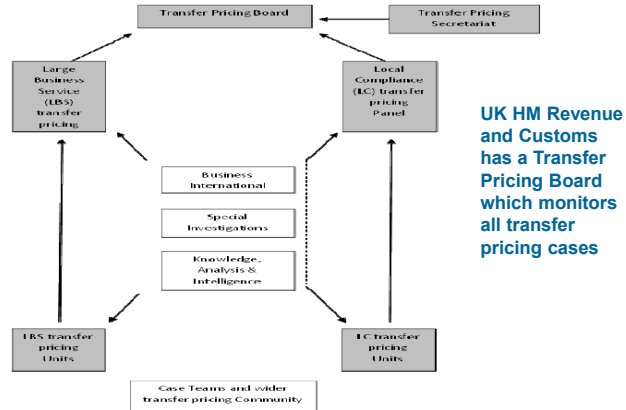 Transfer Pricing Board
Transfer Pricing
Secretariat
Large
Business
Service
(LBS)
transfer
pricing
Local
Compliance
(LC) transfer
pricing
Panel
UK HM Revenue
and Customs
has a Transfer
Pricing Board
which monitors
all transfer
pricing cases
Business
International
Special
Investigations
Knowledge,
Analysis &
Intelligence
LBS transfer
pricing
Units
LC transfer
pricing
Units
Case Teams and wider
transfer pricing Community